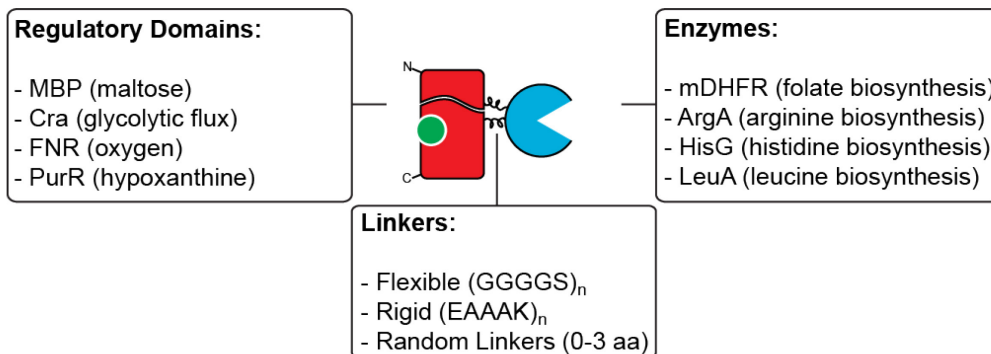 Regulatory Domains:
- MBP (maltose)
- Cra (glycolytic flux)
- FNR (oxygen)
- PurR (hypoxanthine)
N
C
Enzymes:
- mDHFR (folate biosynthesis)
- ArgA (arginine biosynthesis)
- HisG (histidine biosynthesis)
- LeuA (leucine biosynthesis)
Linkers:
- Flexible (GGGGS)n
- Rigid (EAAAK)n
- Random Linkers (0-3 aa)